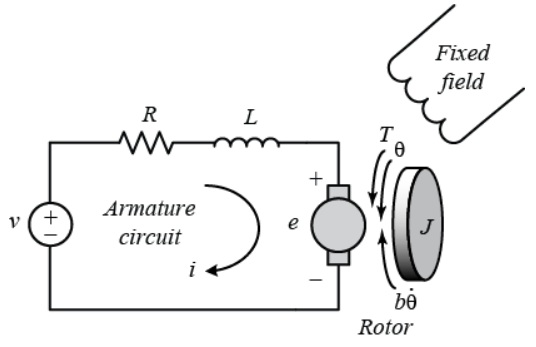 Fixed
field
R
L
T
θ
+
v
+
−
Armature
circuit
e
J
i
−
bθ̇
Rotor